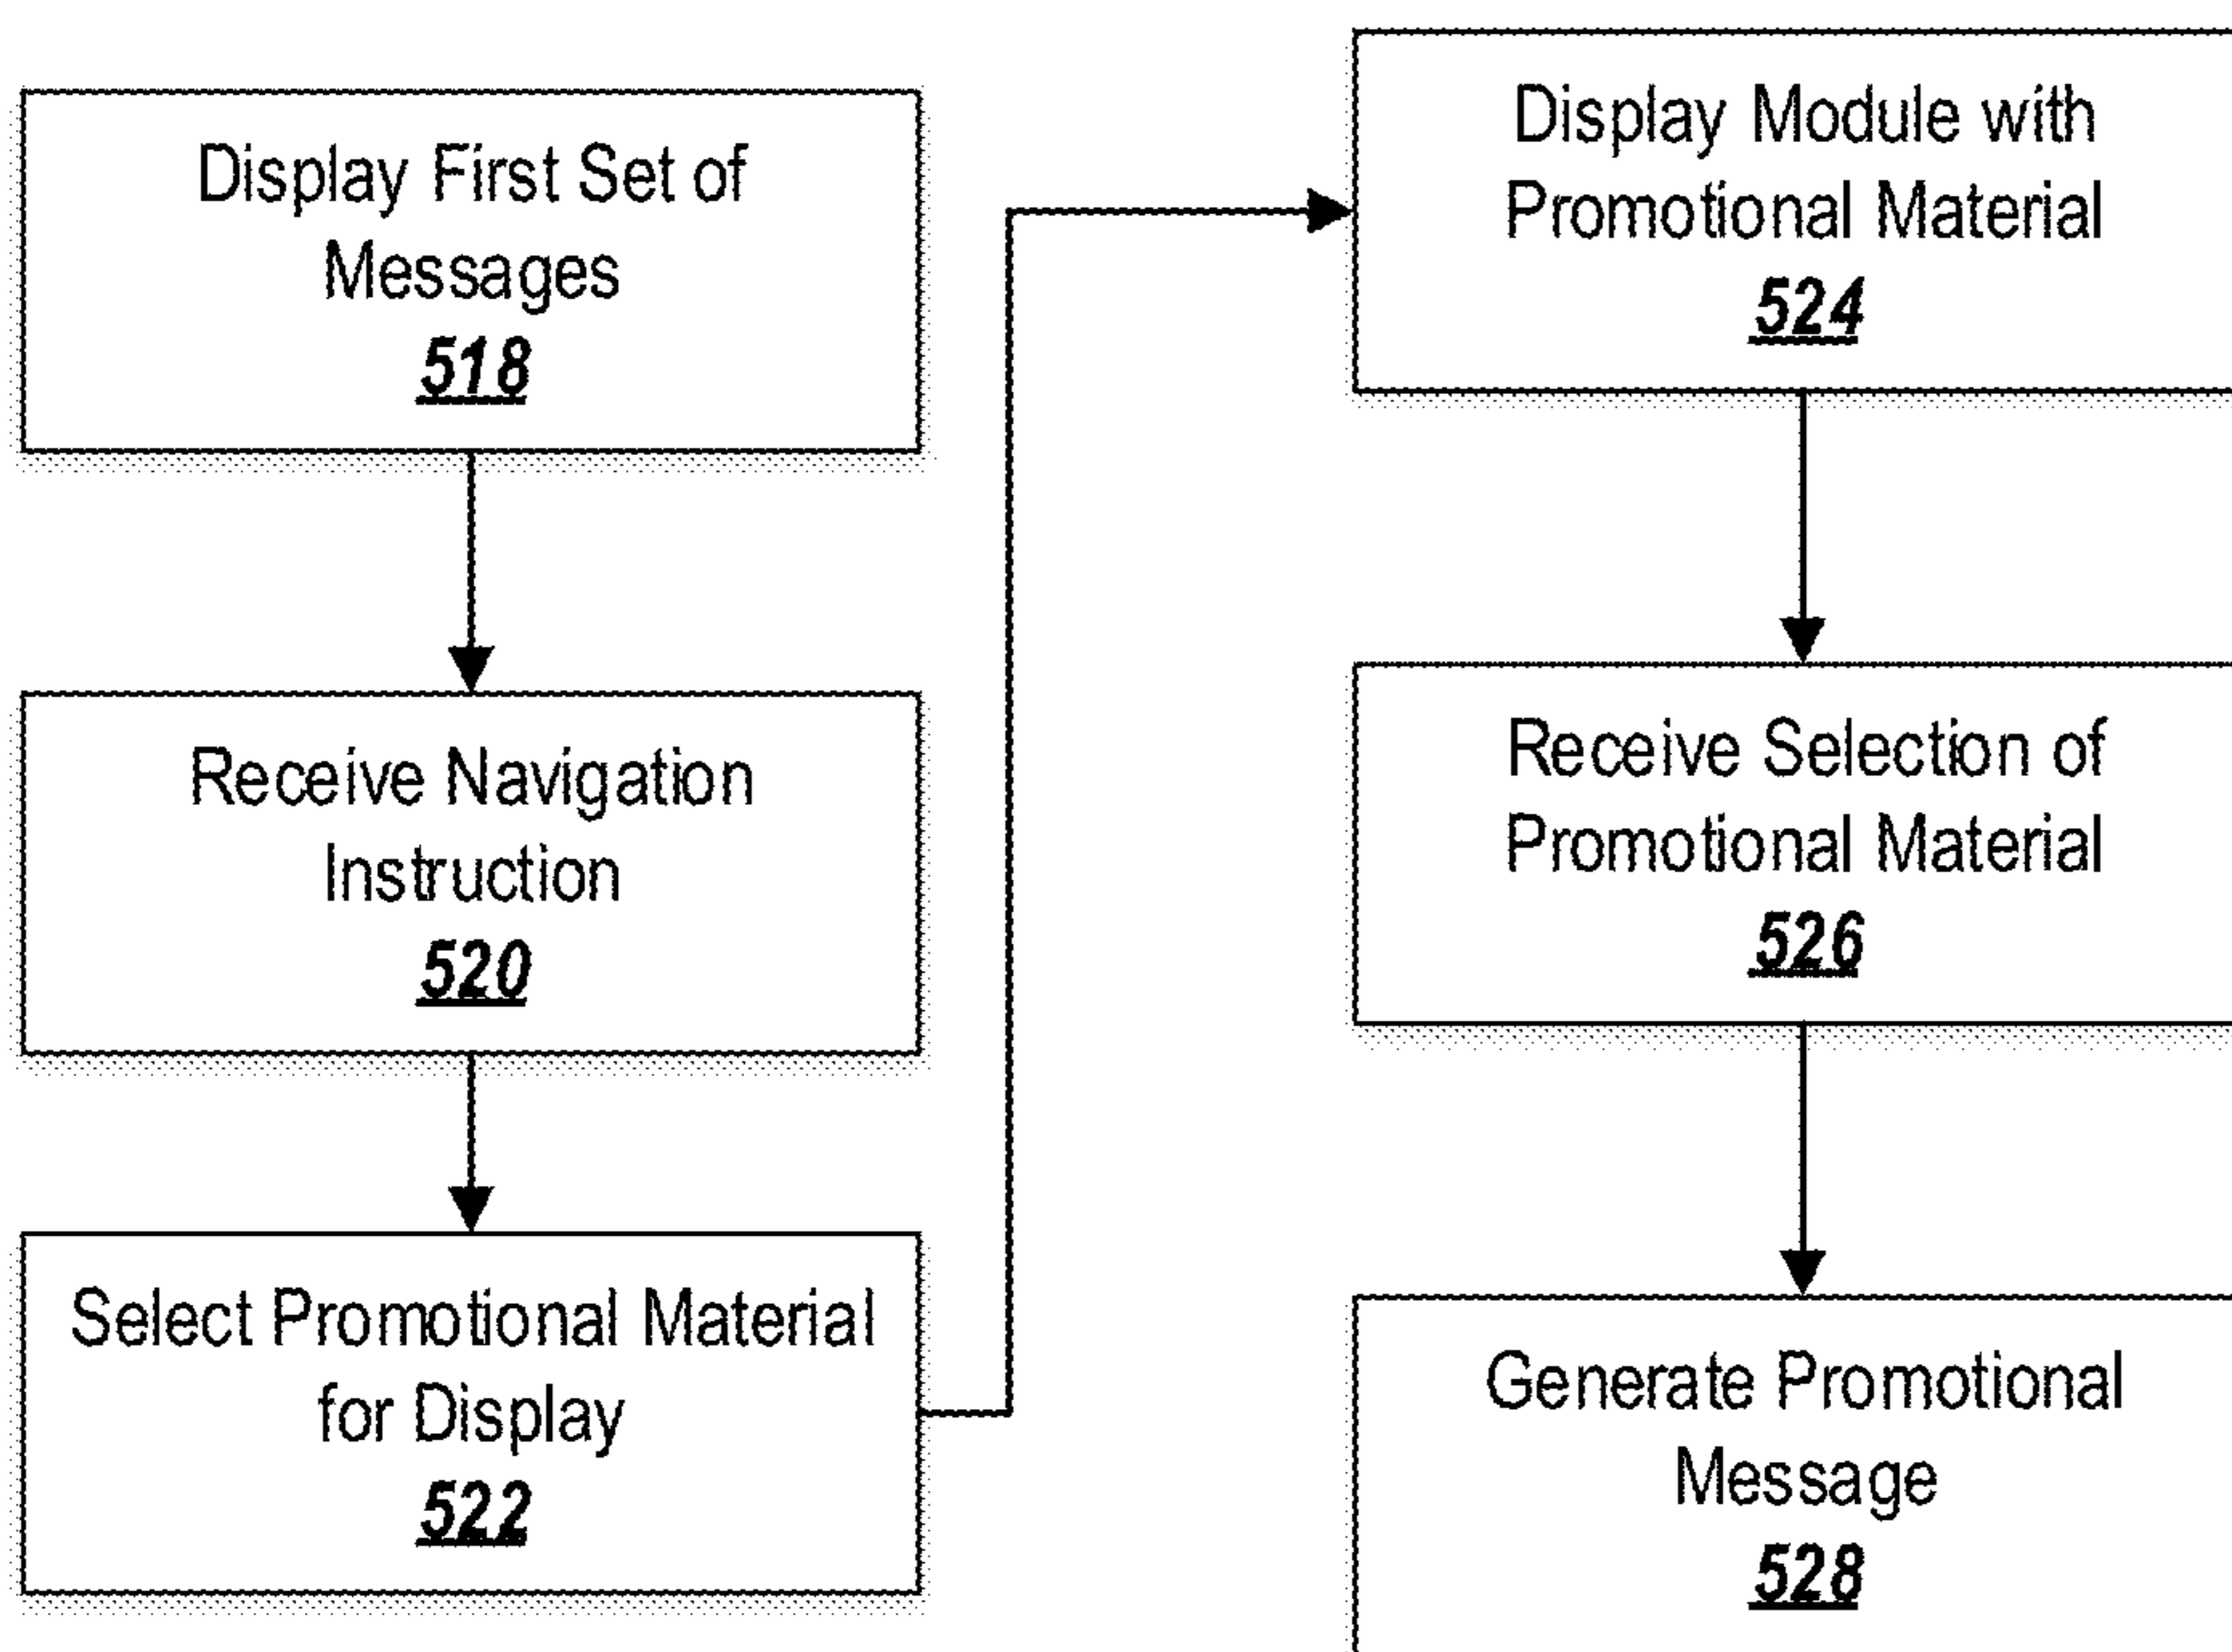 Display First Set of
Messages
518
Receive Navigation
Instruction
520
Select Promotional Material
for Display
522
Display Module with
Promotional Material
524
Receive Selection of
Promotional Material
526
Generate Promotional
Message
528